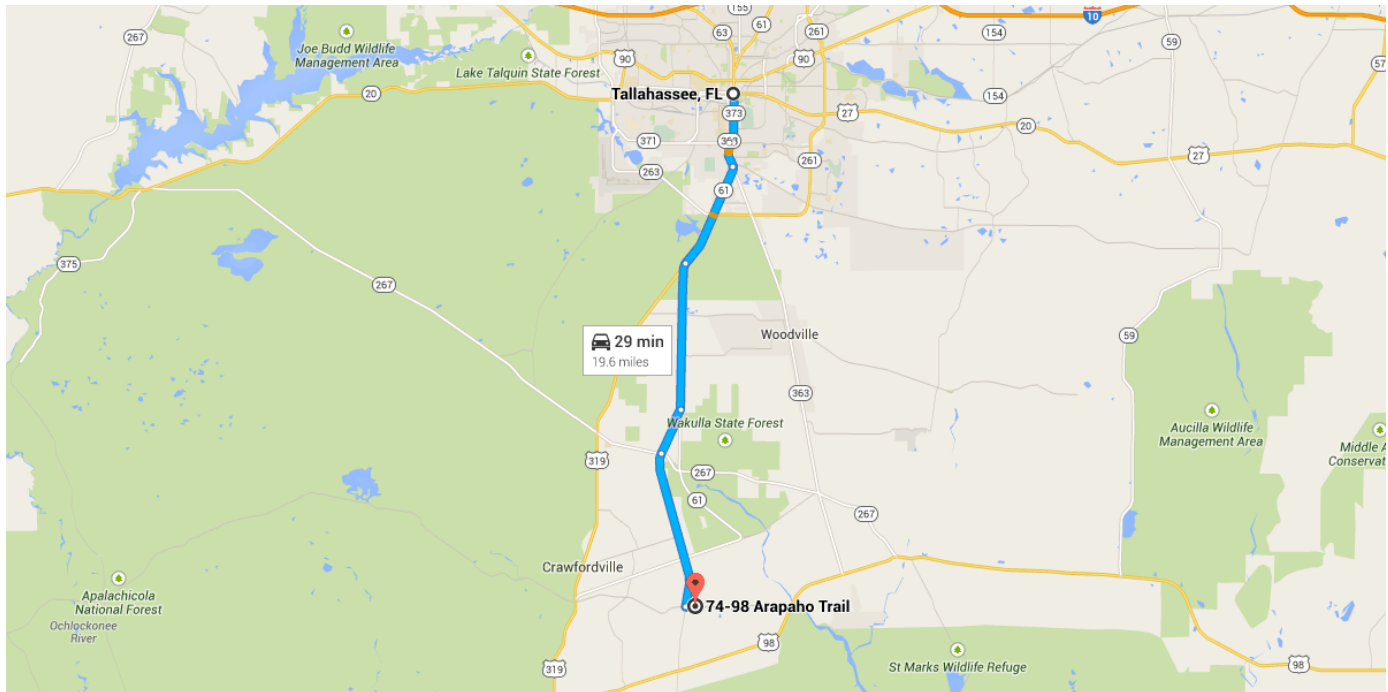 155
10
61
63
261
267
154
59
Joe Budd Wildlife
Management Area
90
90
57
Lake Talquin State Forest
20
Tallahassee, FL
154
373
27
20
371
363
27
261
263
61
375
267
Woodville
59
29 min
19.6 miles
363
Aucilla Wildlife
Management Area
Wakulla State Forest
Middle A
Conservat
319
267
61
267
Crawfordville
Apalachicola
National Forest
74-98 Arapaho Trail
Ochlockonee
River
98
St Marks Wildlife Refuge
98
319